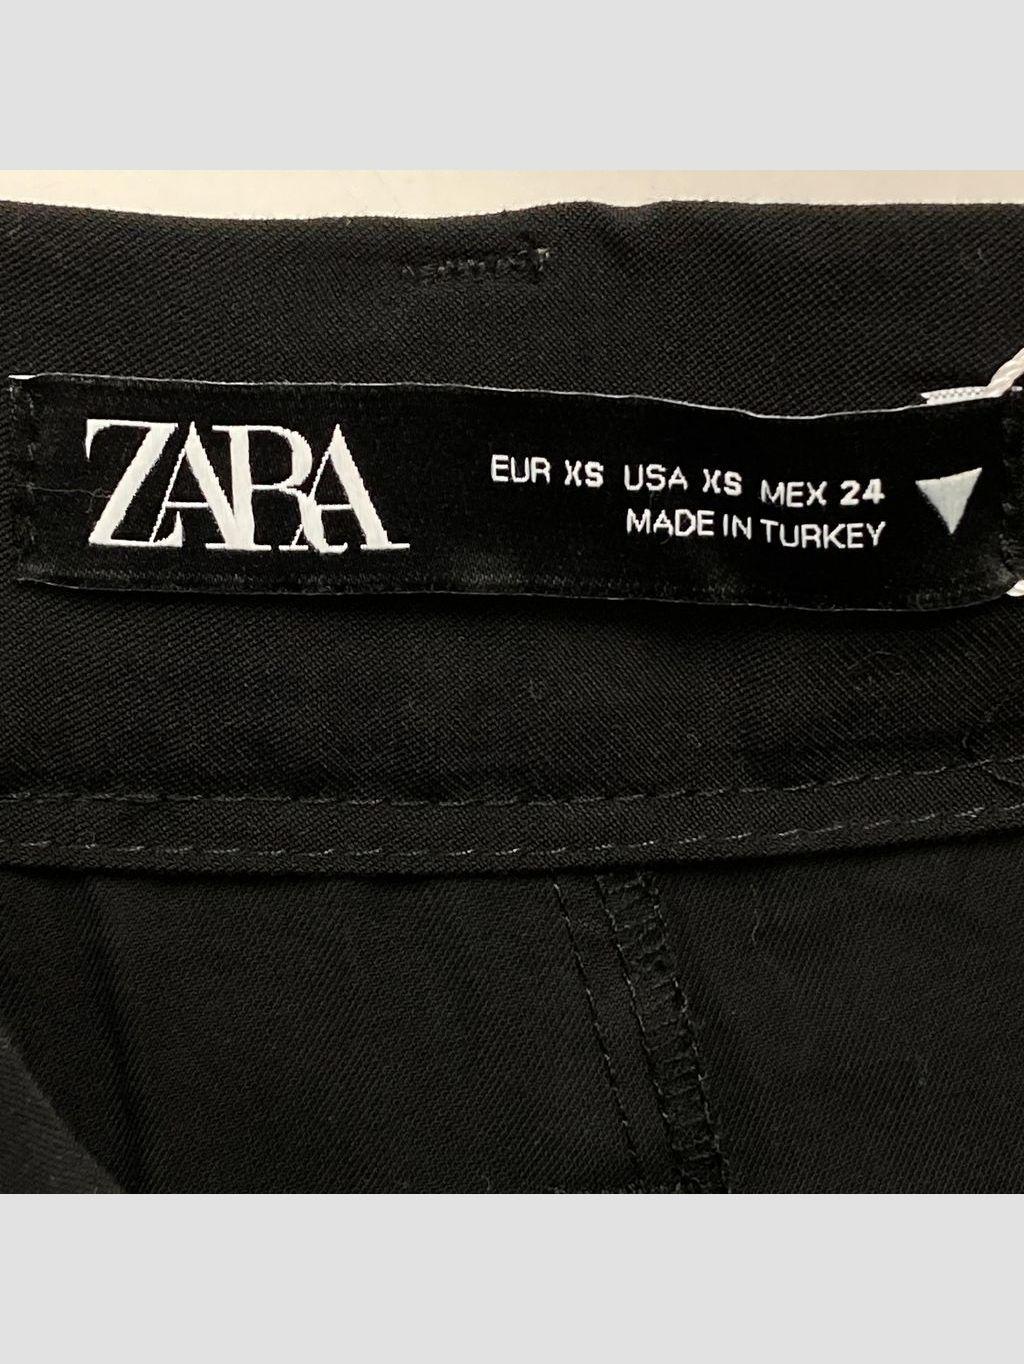 ZARA
EUR XS USA XS MEX 24
MADE IN TURKEY